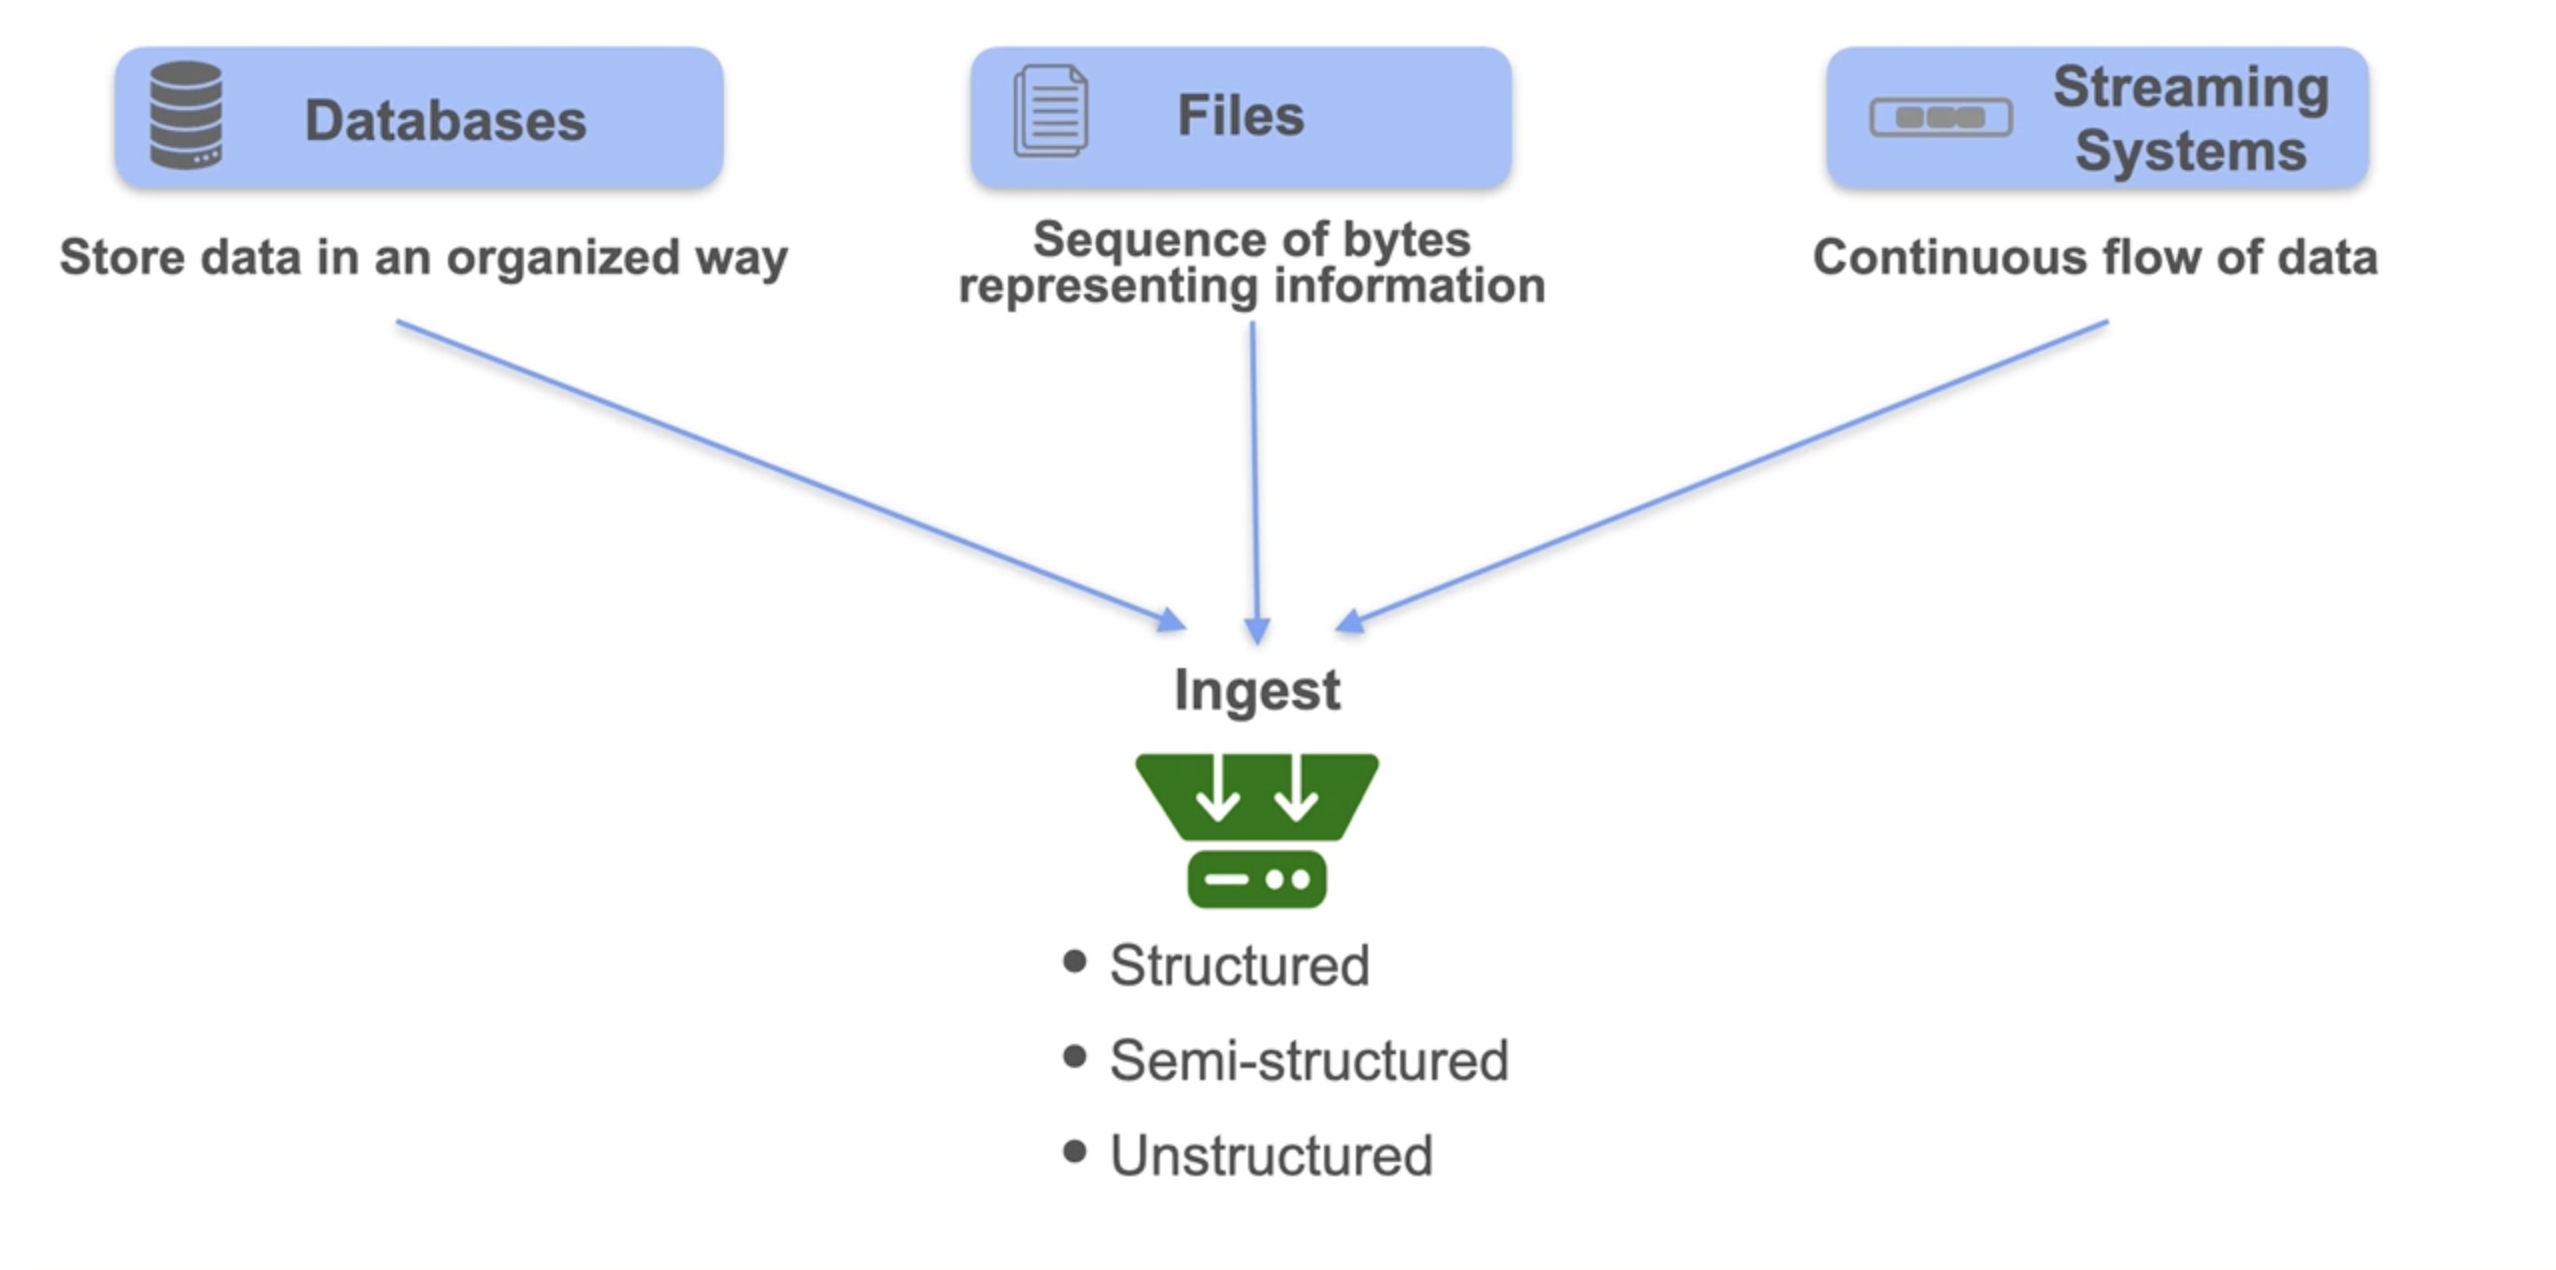 Databases
Files
Streaming
Systems
Store data in an organized way
Sequence of bytes
representing information
Continuous flow of data
Ingest
• Structured
• Semi-structured
• Unstructured